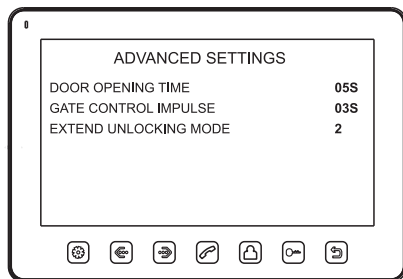 ADVANCED SETTINGS
DOOR OPENING TIME 05S
GATE CONTROL IMPULSE 03S
EXTEND UNLOCKING MODE 2